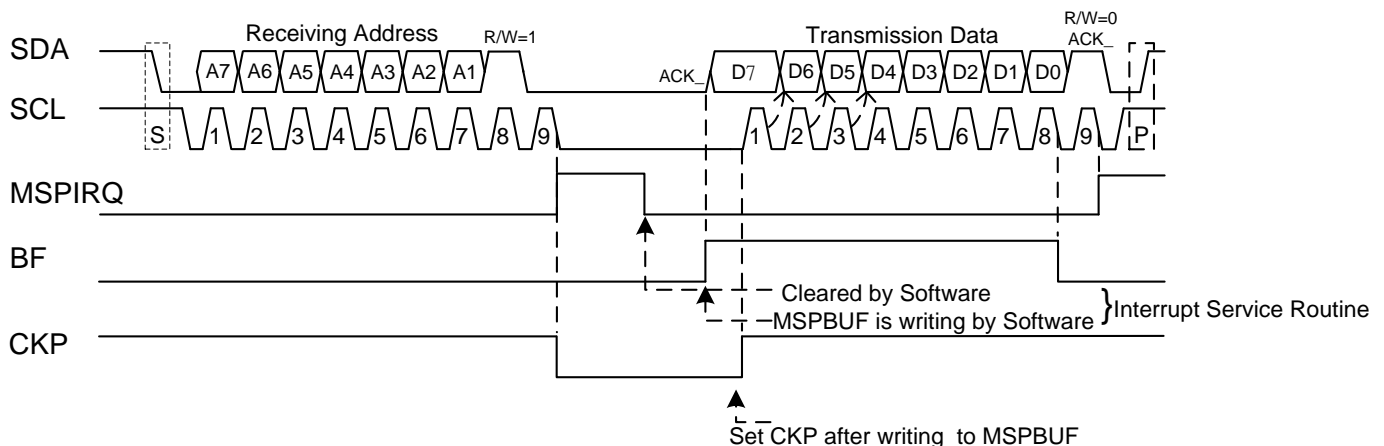 R/W=0
Receiving Address R/W=1 Transmission Data ACK_
SDA A7 A6 A5 A4 A3 A2 A1 ACK_ D7 D6 D5 D4 D3 D2 D1 D0
SCL S 1 2 3 4 5 6 7 8 9 1 2 3 4 5 6 7 8 9 P
MSPIRQ
BF
Cleared by Software
MSPBUF is writing by Software } Interrupt Service Routine
CKP
Set CKP after writing to MSPBUF